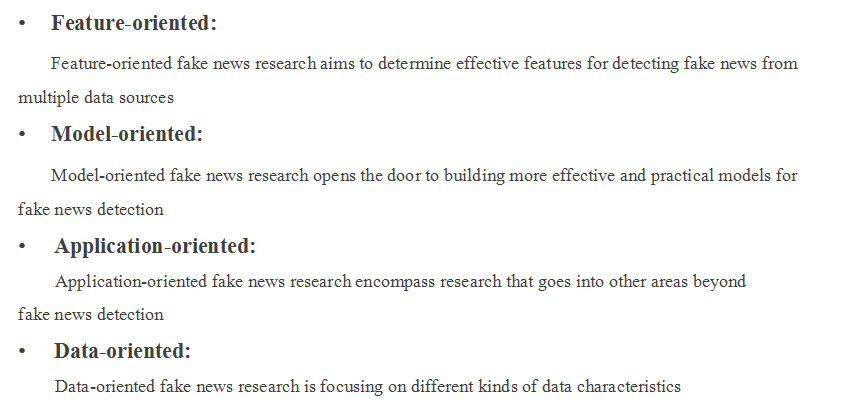 • Feature-oriented:
Feature-oriented fake news research aims to determine effective features for detecting fake news from
multiple data sources
• Model-oriented:
Model-oriented fake news research opens the door to building more effective and practical models for
fake news detection
• Application-oriented:
Application-oriented fake news research encompass research that goes into other areas beyond
fake news detection
• Data-oriented:
Data-oriented fake news research is focusing on different kinds of data characteristics